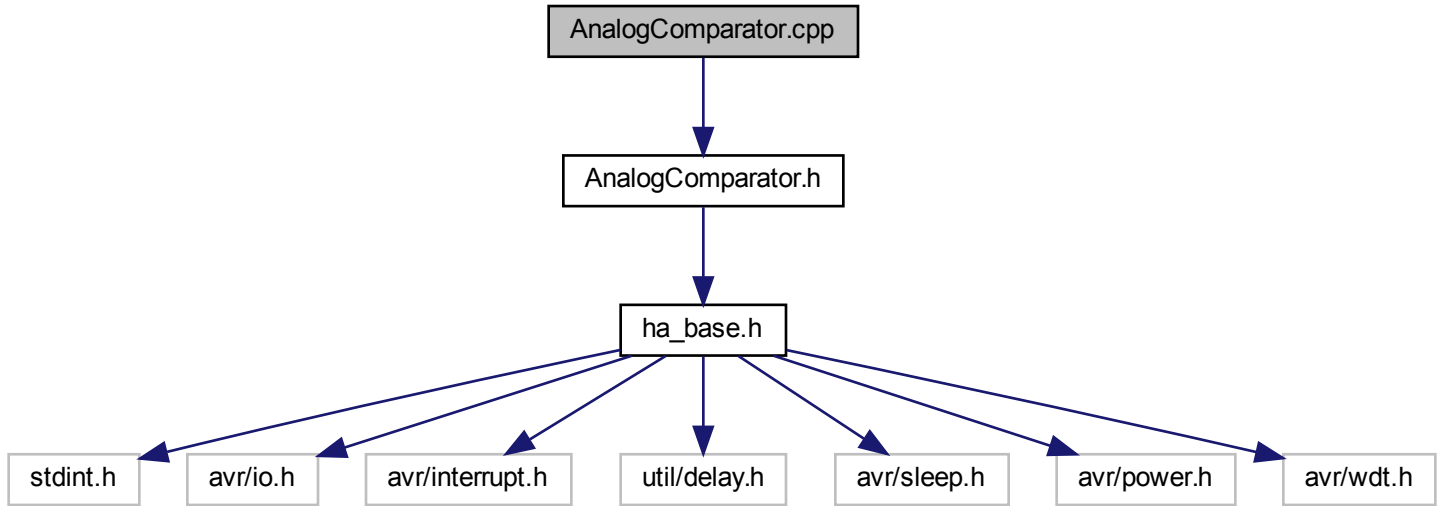 AnalogComparator.cpp
AnalogComparator.h
ha_base.h
stdint.h
avr/io.h
avr/interrupt.h
util/delay.h
avr/sleep.h
avr/power.h
avr/wdt.h